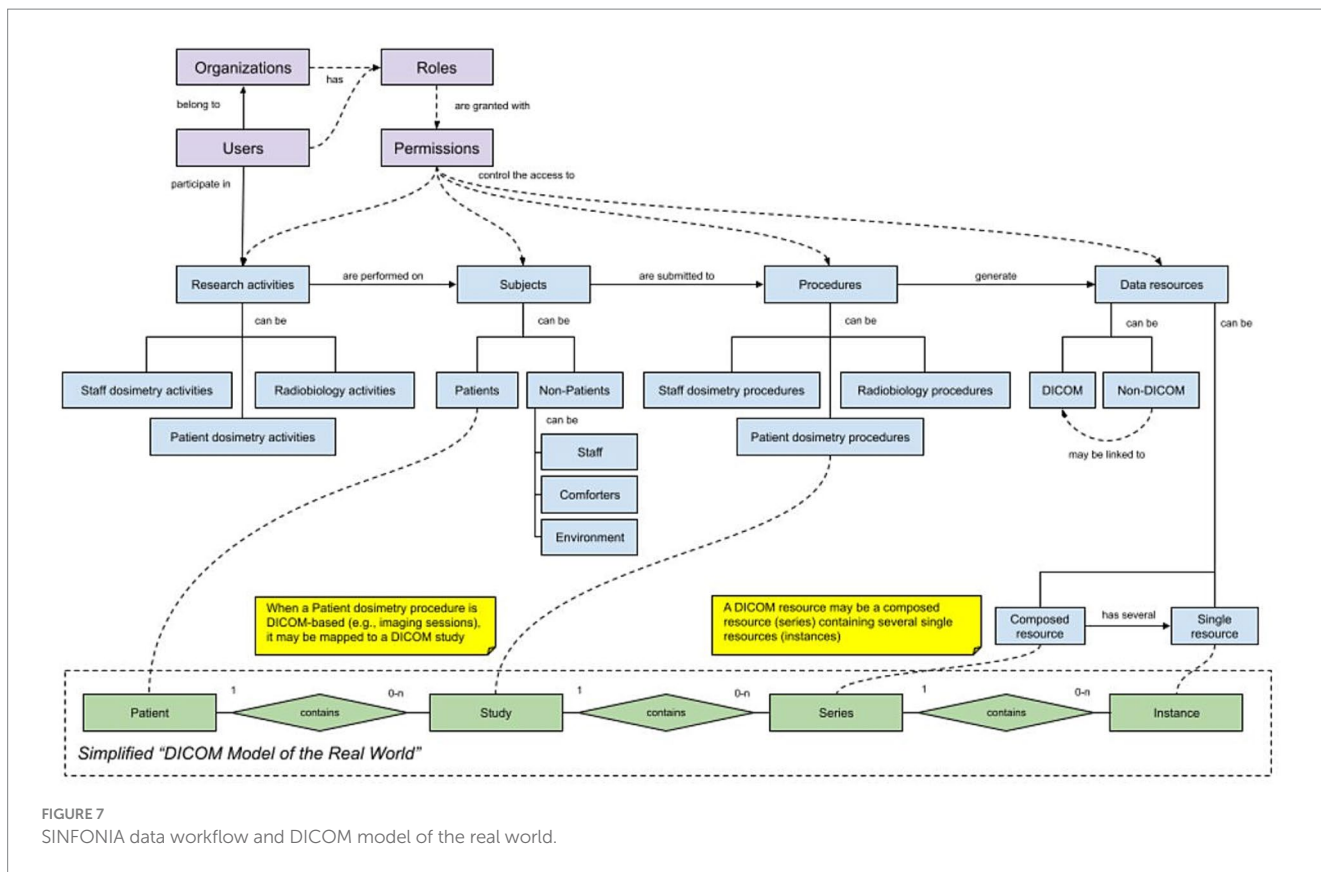 Organizations
has
Roles
belong to
are granted with
Users
Permissions
participate in
control the access to
Research activities
are performed on
Subjects
are submitted to
Procedures
generate
Data resources
can be
can be
can be
can be
can be
Staff dosimetry activities
Radiobiology activities
Patients
Non-Patients
Staff dosimetry procedures
Radiobiology procedures
DICOM
Non-DICOM
Patient dosimetry activities
can be
Patient dosimetry procedures
Staff
may be linked to
Comforters
Environment
When a Patient dosimetry procedure is
DICOM-based (e.g., imaging sessions),
it may be mapped to a DICOM study
A DICOM resource may be a composed
resource (series) containing several single
resources (instances)
Composed
resource
has several
Single
resource
1
0-n
1
0-n
1
0-n
Patient
contains
Study
contains
Series
contains
Instance
Simplified “DICOM Model of the Real World”
FIGURE 7
SINFONIA data workflow and DICOM model of the real world.